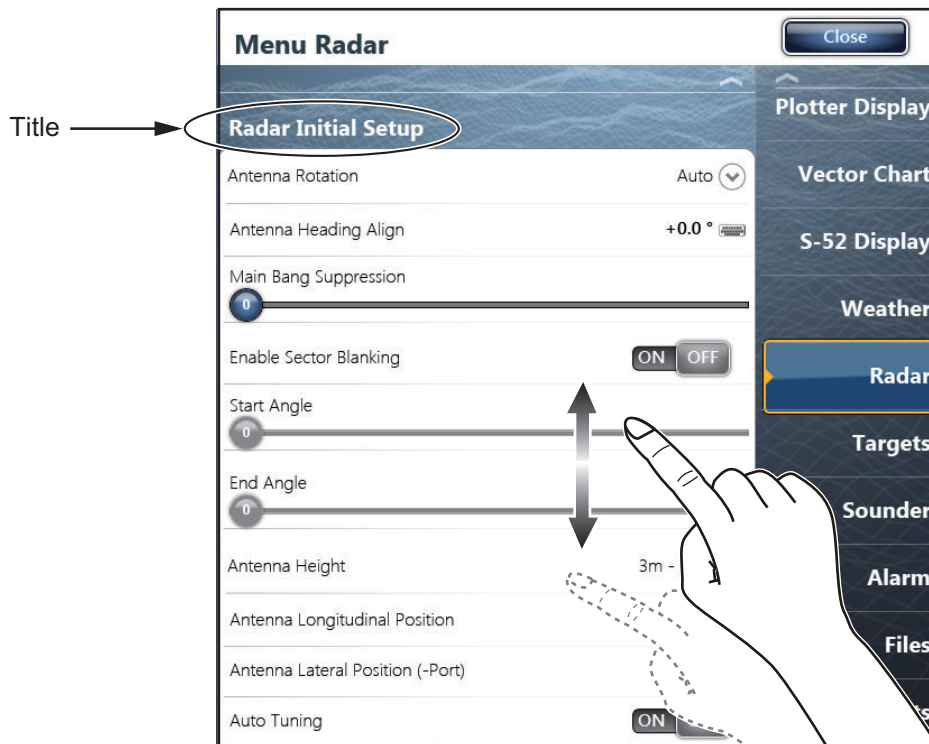 Menu Radar
Close
Title
Radar Initial Setup
Antenna Rotation Auto
Antenna Heading Align +0.0 °
Main Bang Suppression
0
Enable Sector Blanking ON OFF
Start Angle
0
End Angle
0
Antenna Height 3m -
Antenna Longitudinal Position
Antenna Lateral Position (-Port)
Auto Tuning ON
Plotter Display
Vector Chart
S-52 Display
Weather
Radar
Targets
Sounder
Alarm
Files